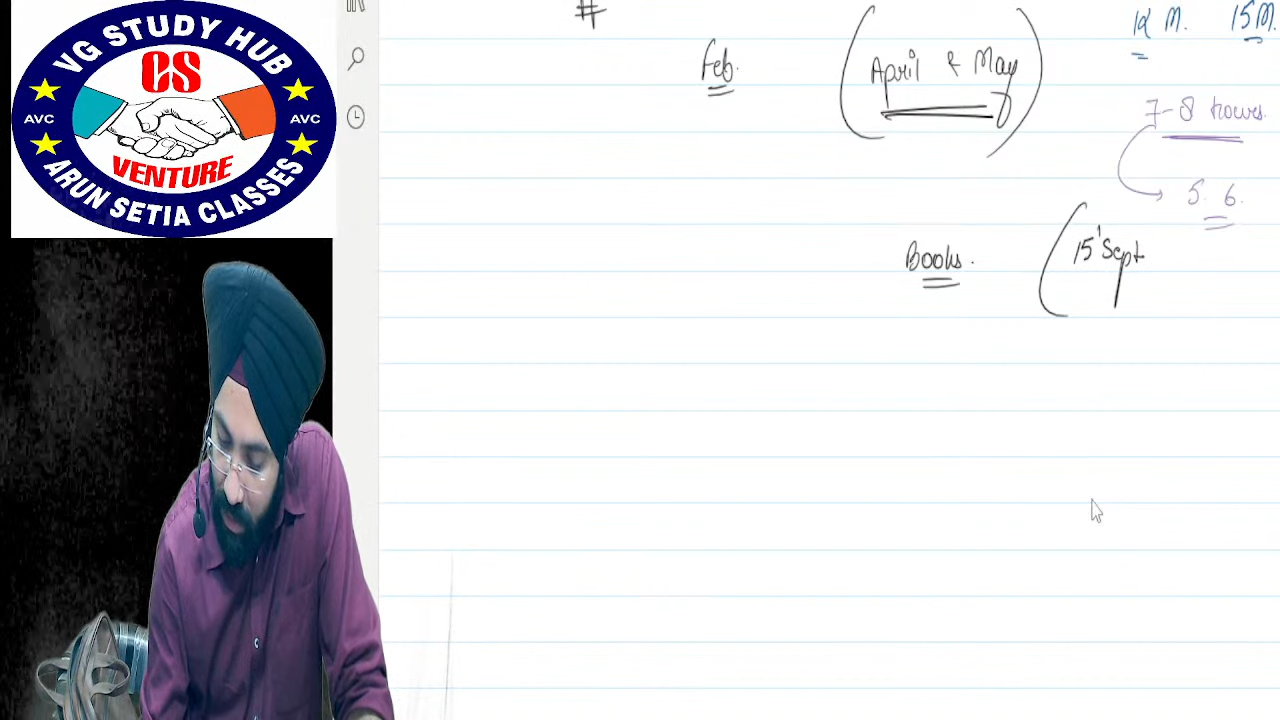 VG STUDY HUB
CS
AVC
AVC
VENTURE
ARUN SETIA CLASSES
#
Feb.
(April & May)
12 M. 15 M.
7-8 hours.
5. 6.
Books.
(15' Sept